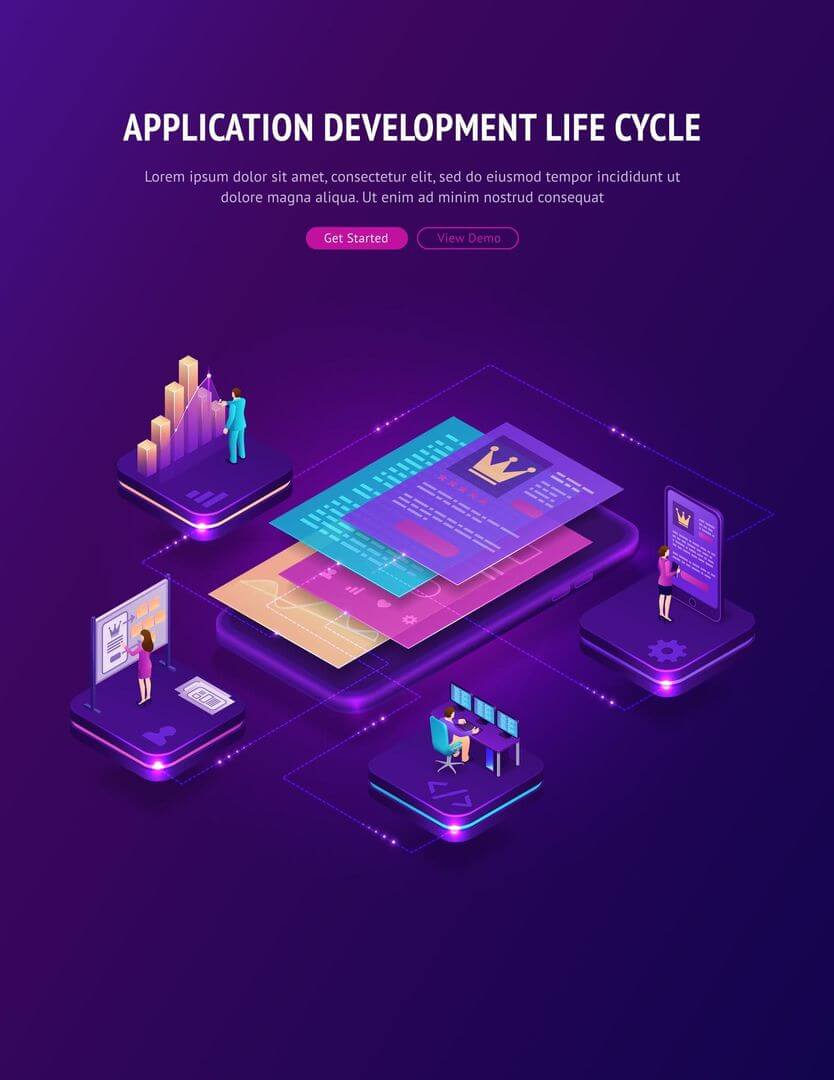 APPLICATION DEVELOPMENT LIFE CYCLE
Lorem ipsum dolor sit amet, consectetur elit, sed do eiusmod tempor incididunt ut
dolore magna aliqua. Ut enim ad minim nostrud consequat
Get Started
View Demo